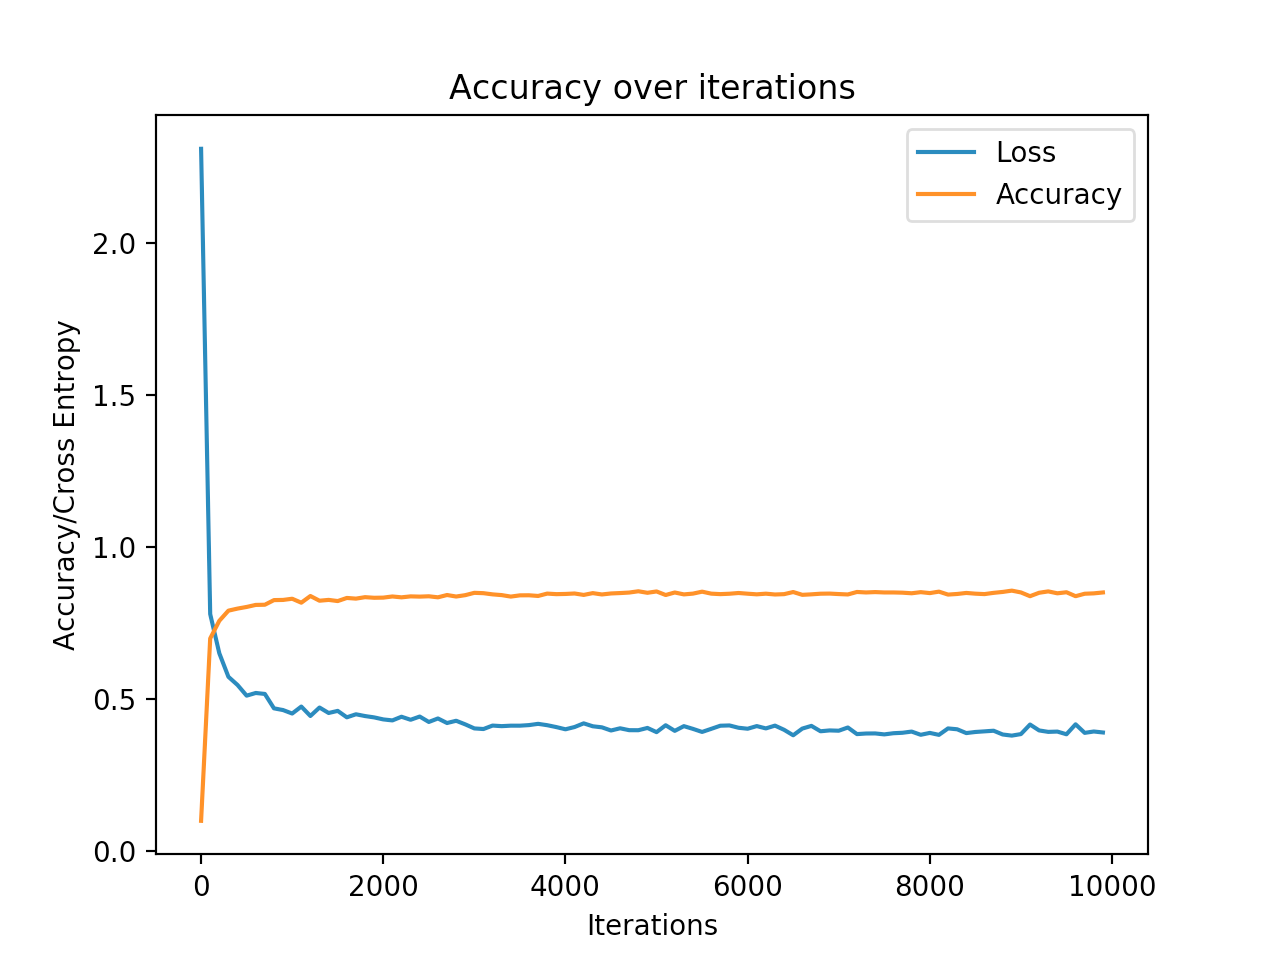 Accuracy over iterations
Loss
Accuracy
Accuracy/Cross Entropy
2.0
1.5
1.0
0.5
0.0
0 2000 4000 6000 8000 10000
Iterations